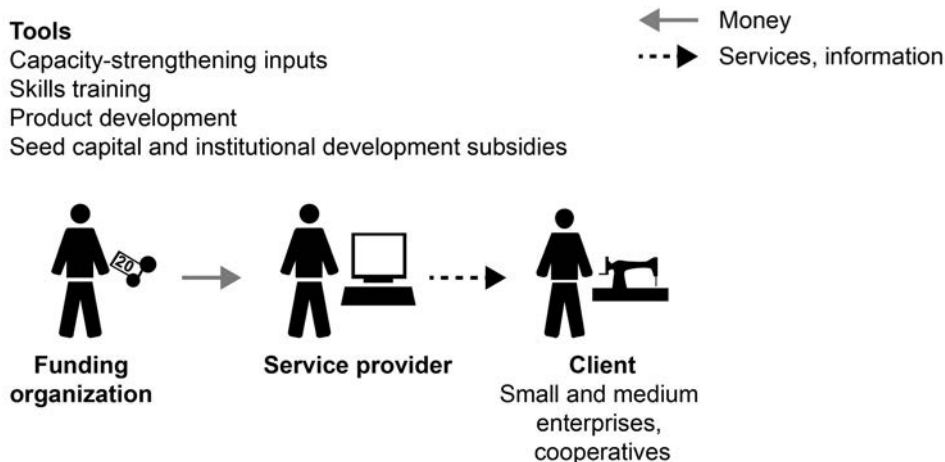 Tools
Capacity-strengthening inputs
Skills training
Product development
Seed capital and institutional development subsidies
Money
Services, information
20
Funding
organization
Service provider
Client
Small and medium
enterprises,
cooperatives